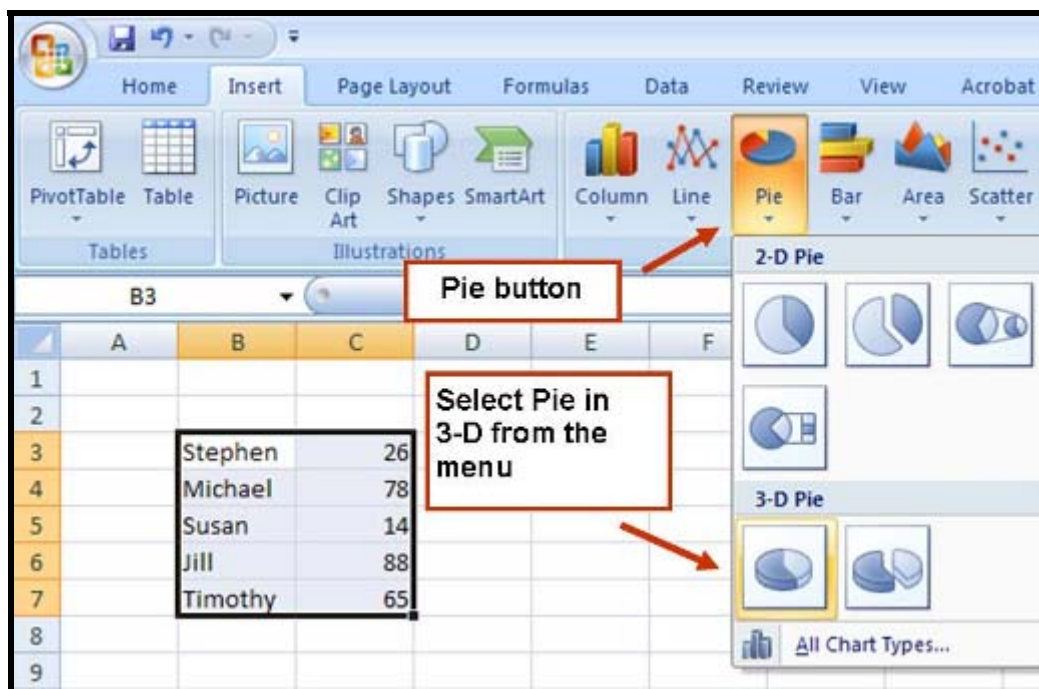 Home Insert Page Layout Formulas Data Review View Acrobat
PivotTable Table Picture Clip Art Shapes SmartArt Column Line Pie Bar Area Scatter
Tables Illustrations
Pie button
2-D Pie
B3
A B C D E F
1
2
Select Pie in
3-D from the
menu
3 Stephen 26
4 Michael 78
5 Susan 14
6 Jill 88
7 Timothy 65
8
9
3-D Pie
All Chart Types...